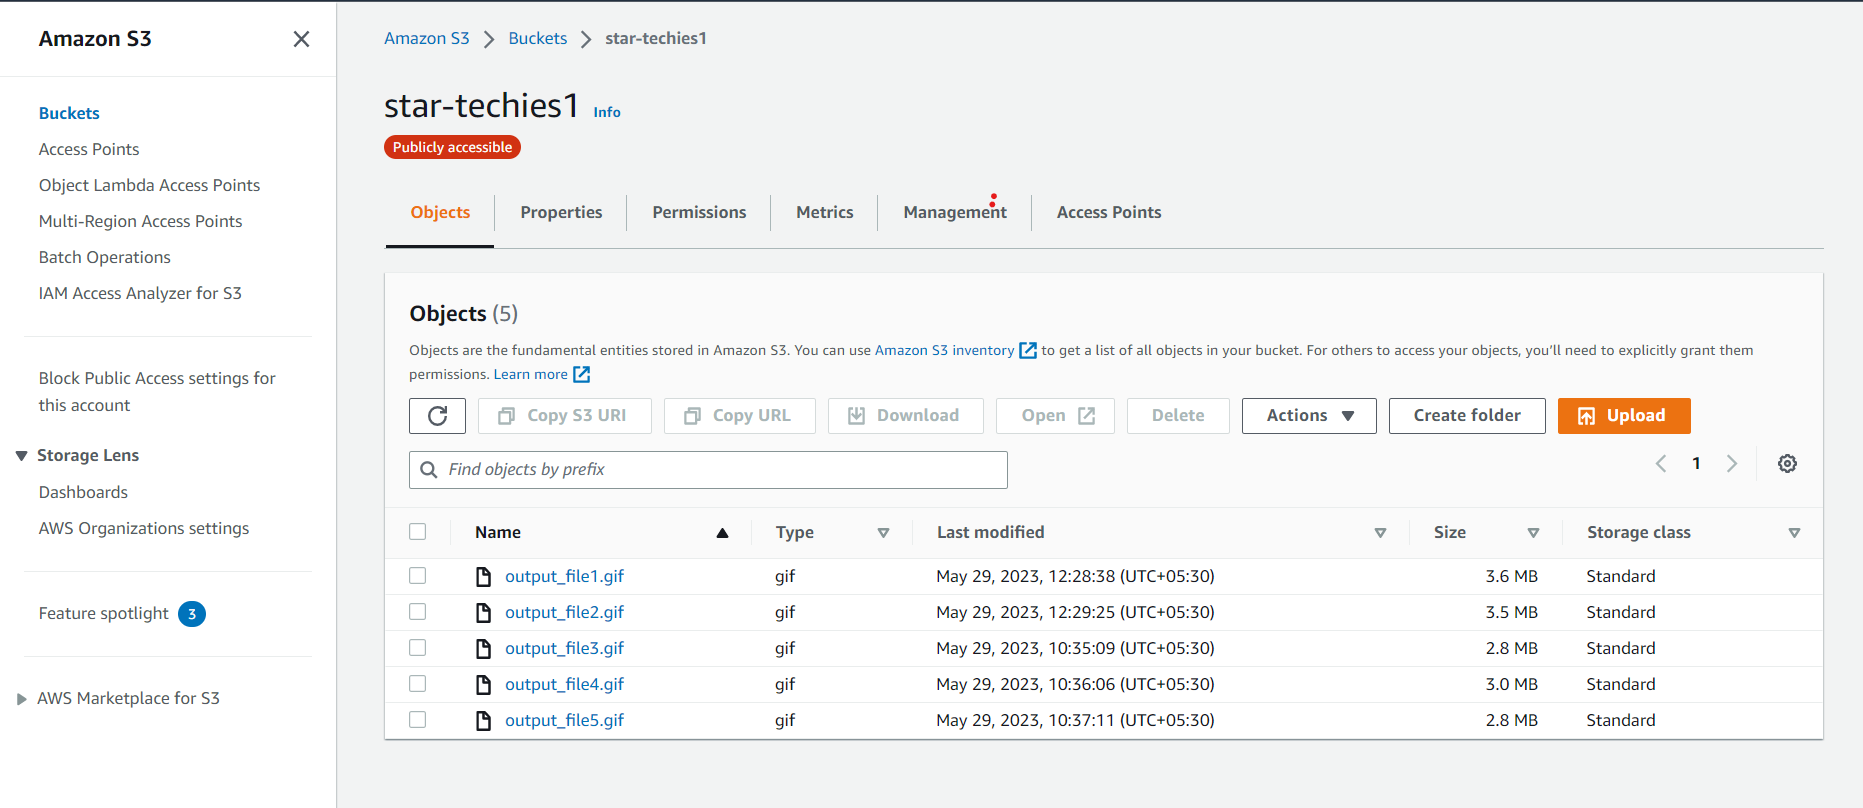 Amazon S3
Buckets
Access Points
Object Lambda Access Points
Multi-Region Access Points
Batch Operations
IAM Access Analyzer for S3
Block Public Access settings for
this account
Storage Lens
Dashboards
AWS Organizations settings
Feature spotlight 3
AWS Marketplace for S3
Amazon S3 Buckets star-techies1
star-techies1 Info
Publicly accessible
Objects Properties Permissions Metrics Management Access Points
Objects (5)
Objects are the fundamental entities stored in Amazon S3. You can use Amazon S3 inventory to get a list of all objects in your bucket. For others to access your objects, you’ll need to explicitly grant them
permissions. Learn more
Copy S3 URI Copy URL Download Open Delete Actions Create folder Upload
Find objects by prefix 1
Name Type Last modified Size Storage class
output_file1.gif gif May 29, 2023, 12:28:38 (UTC+05:30) 3.6 MB Standard
output_file2.gif gif May 29, 2023, 12:29:25 (UTC+05:30) 3.5 MB Standard
output_file3.gif gif May 29, 2023, 10:35:09 (UTC+05:30) 2.8 MB Standard
output_file4.gif gif May 29, 2023, 10:36:06 (UTC+05:30) 3.0 MB Standard
output_file5.gif gif May 29, 2023, 10:37:11 (UTC+05:30) 2.8 MB Standard